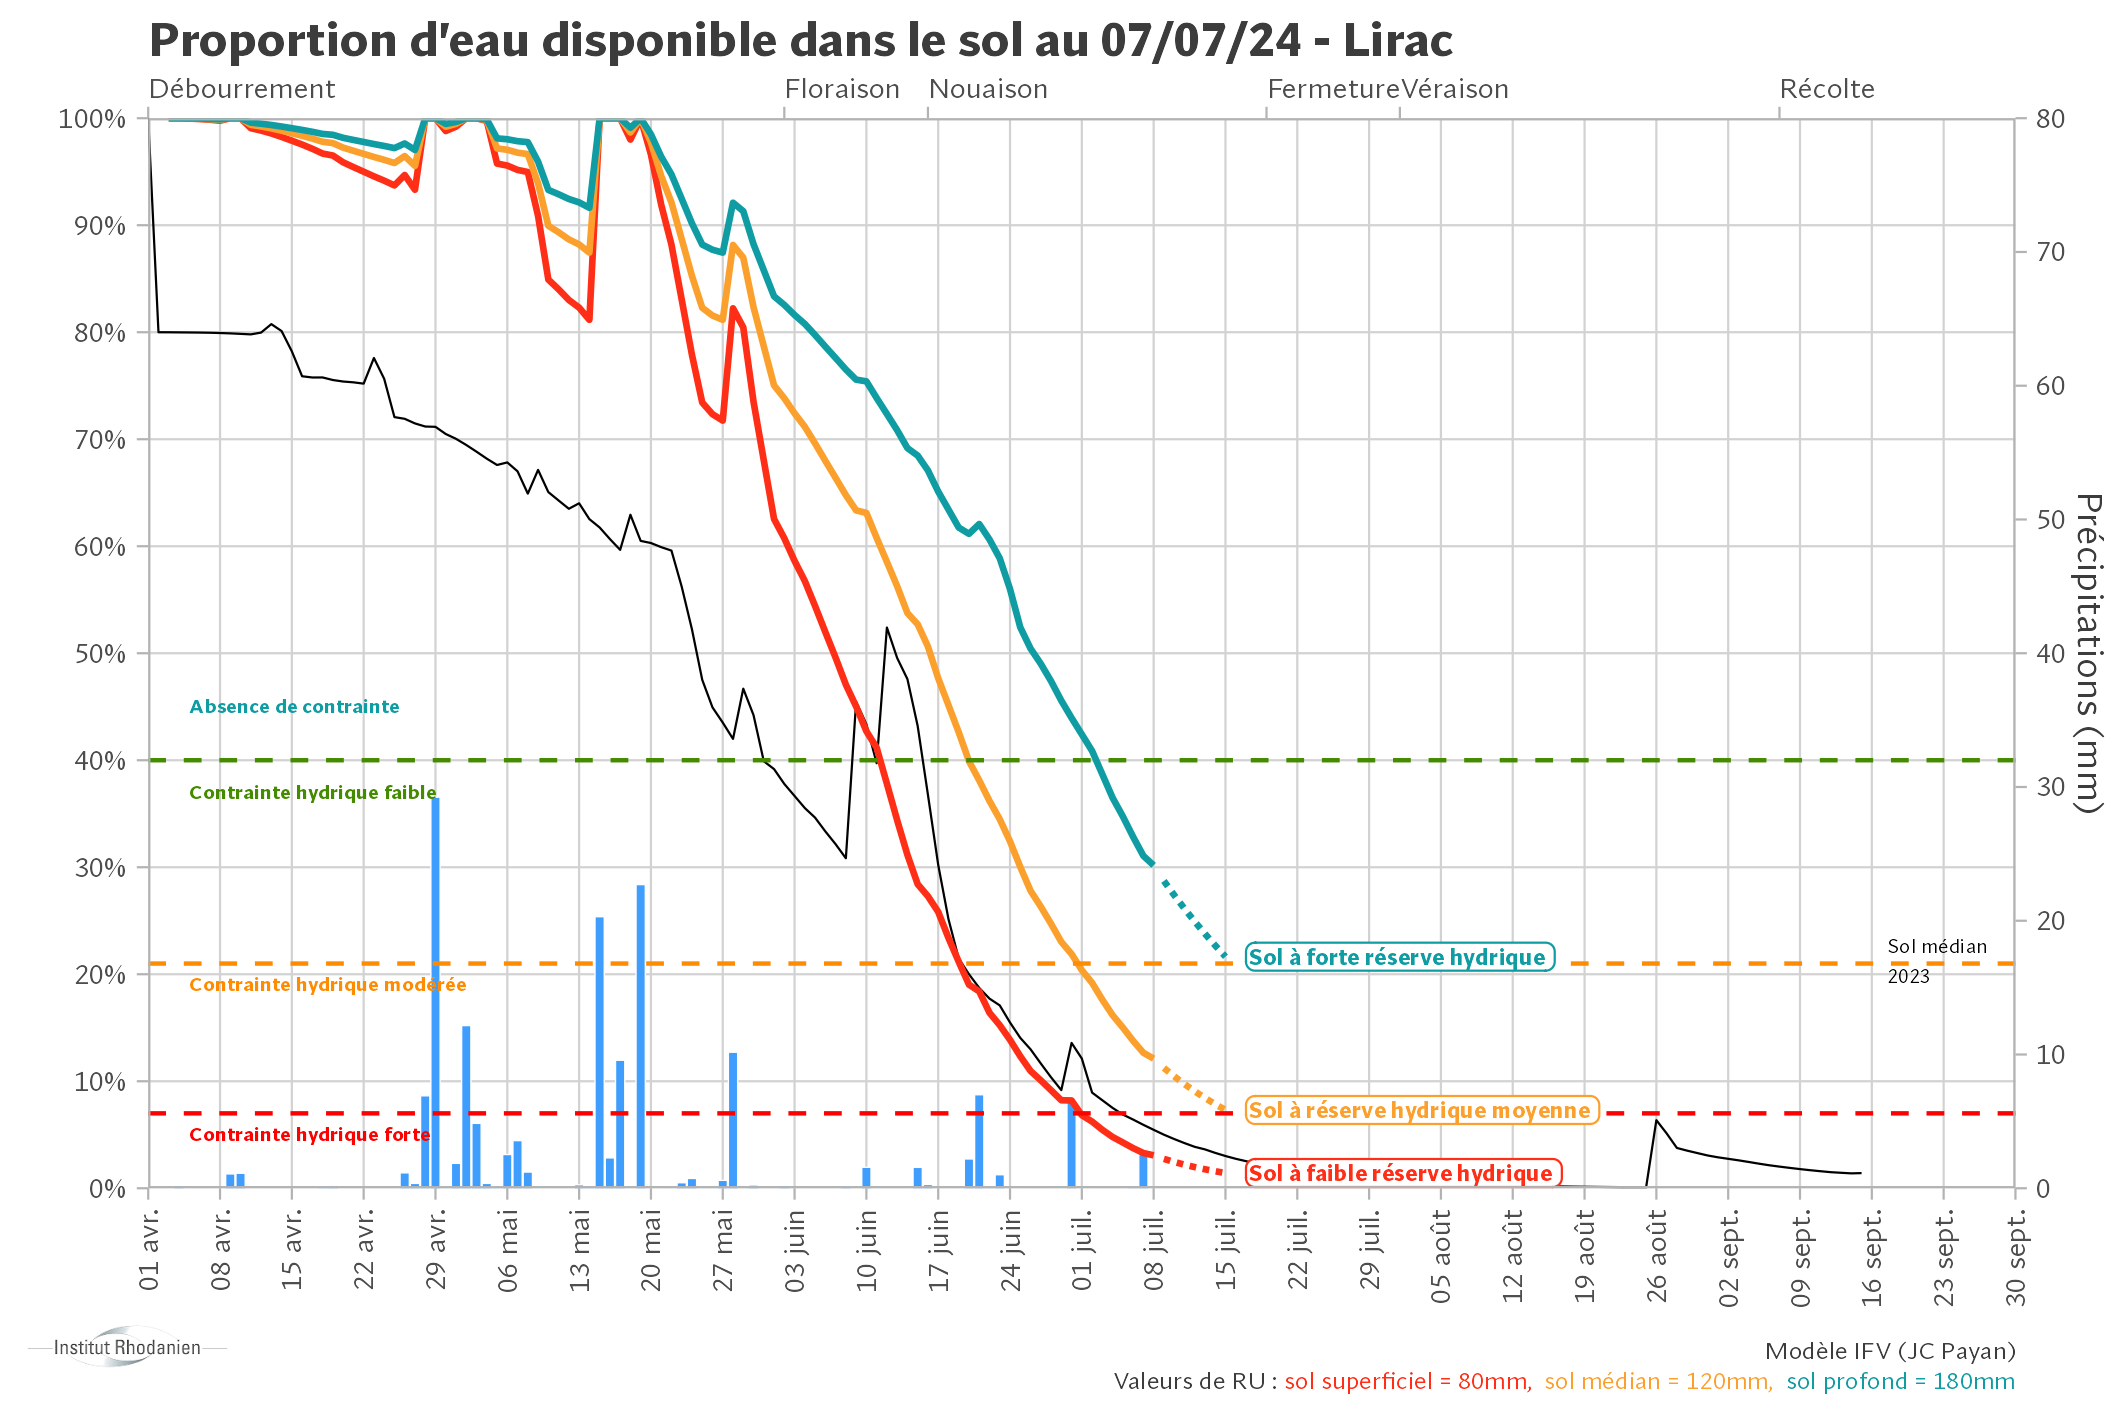 Proportion d'eau disponible dans le sol au 07/07/24 - Lirac
Débourrement Floraison Nouaison Fermeture Véraison Récolte
100% 80
90% 70
80% 60
70% 50
60% 40
50% 30
40% 20
30% 10
20% 0
10%
0%
Précipitations (mm)
Absence de contrainte
Contrainte hydrique faible
Contrainte hydrique modérée
Contrainte hydrique forte
Sol à forte réserve hydrique
Sol médian
2023
Sol à réserve hydrique moyenne
Sol à faible réserve hydrique
01 avr. 08 avr. 15 avr. 22 avr. 29 avr. 06 mai 13 mai 20 mai 27 mai 03 juin 10 juin 17 juin 24 juin 01 juil. 08 juil. 15 juil. 22 juil. 29 juil. 05 août 12 août 19 août 26 août 02 sept. 09 sept. 16 sept. 23 sept. 30 sept.
Institut Rhodanien
Modèle IFV (JC Payan)
Valeurs de RU : sol superficiel = 80mm, sol médian = 120mm, sol profond = 180mm